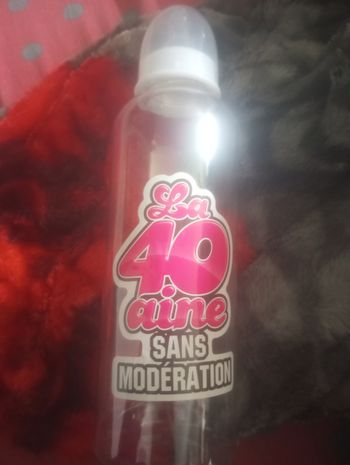 La
40
aine
SANS
MODÉRATION